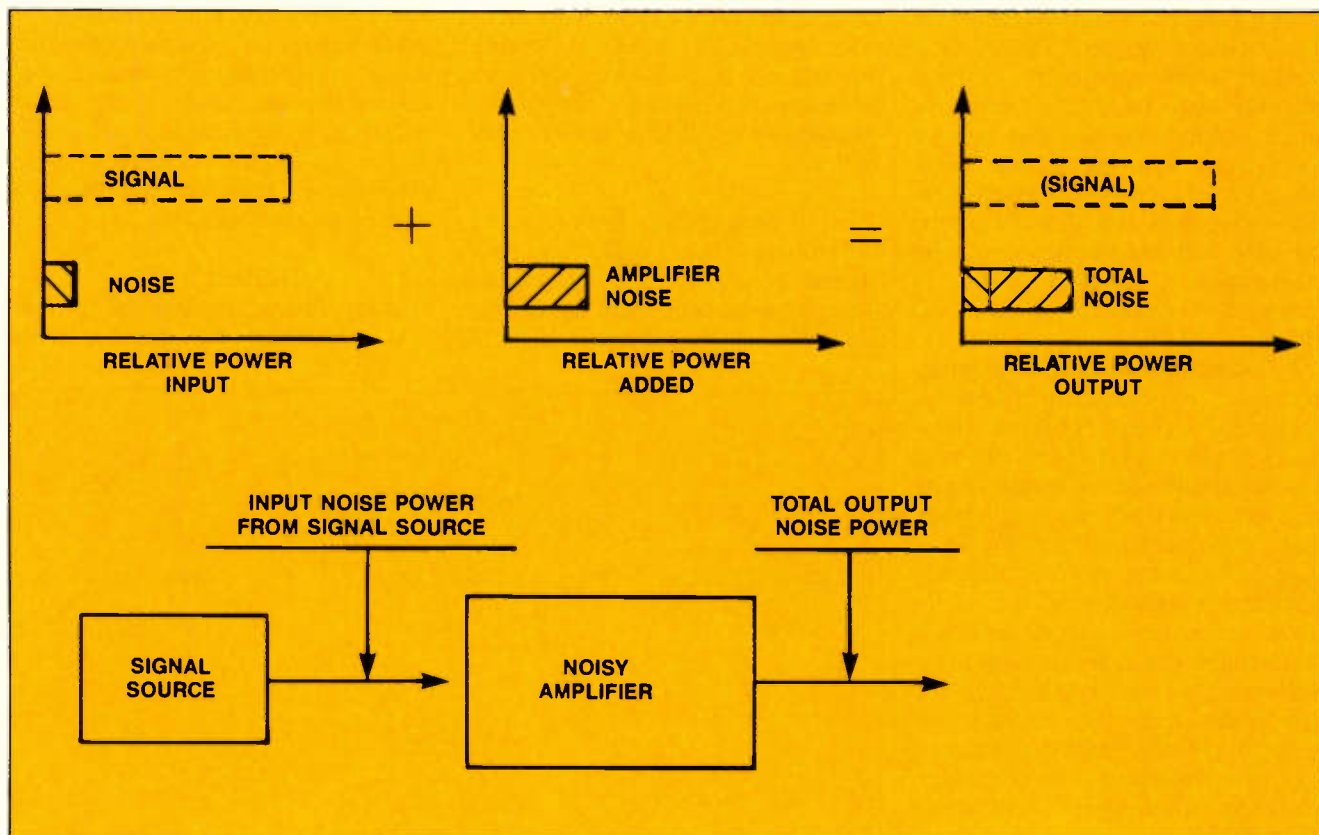 SIGNAL
NOISE
RELATIVE POWER
INPUT
+
AMPLIFIER
NOISE
RELATIVE POWER
ADDED
=
(SIGNAL)
TOTAL
NOISE
RELATIVE POWER
OUTPUT
INPUT NOISE POWER
FROM SIGNAL SOURCE
TOTAL OUTPUT
NOISE POWER
SIGNAL
SOURCE
NOISY
AMPLIFIER